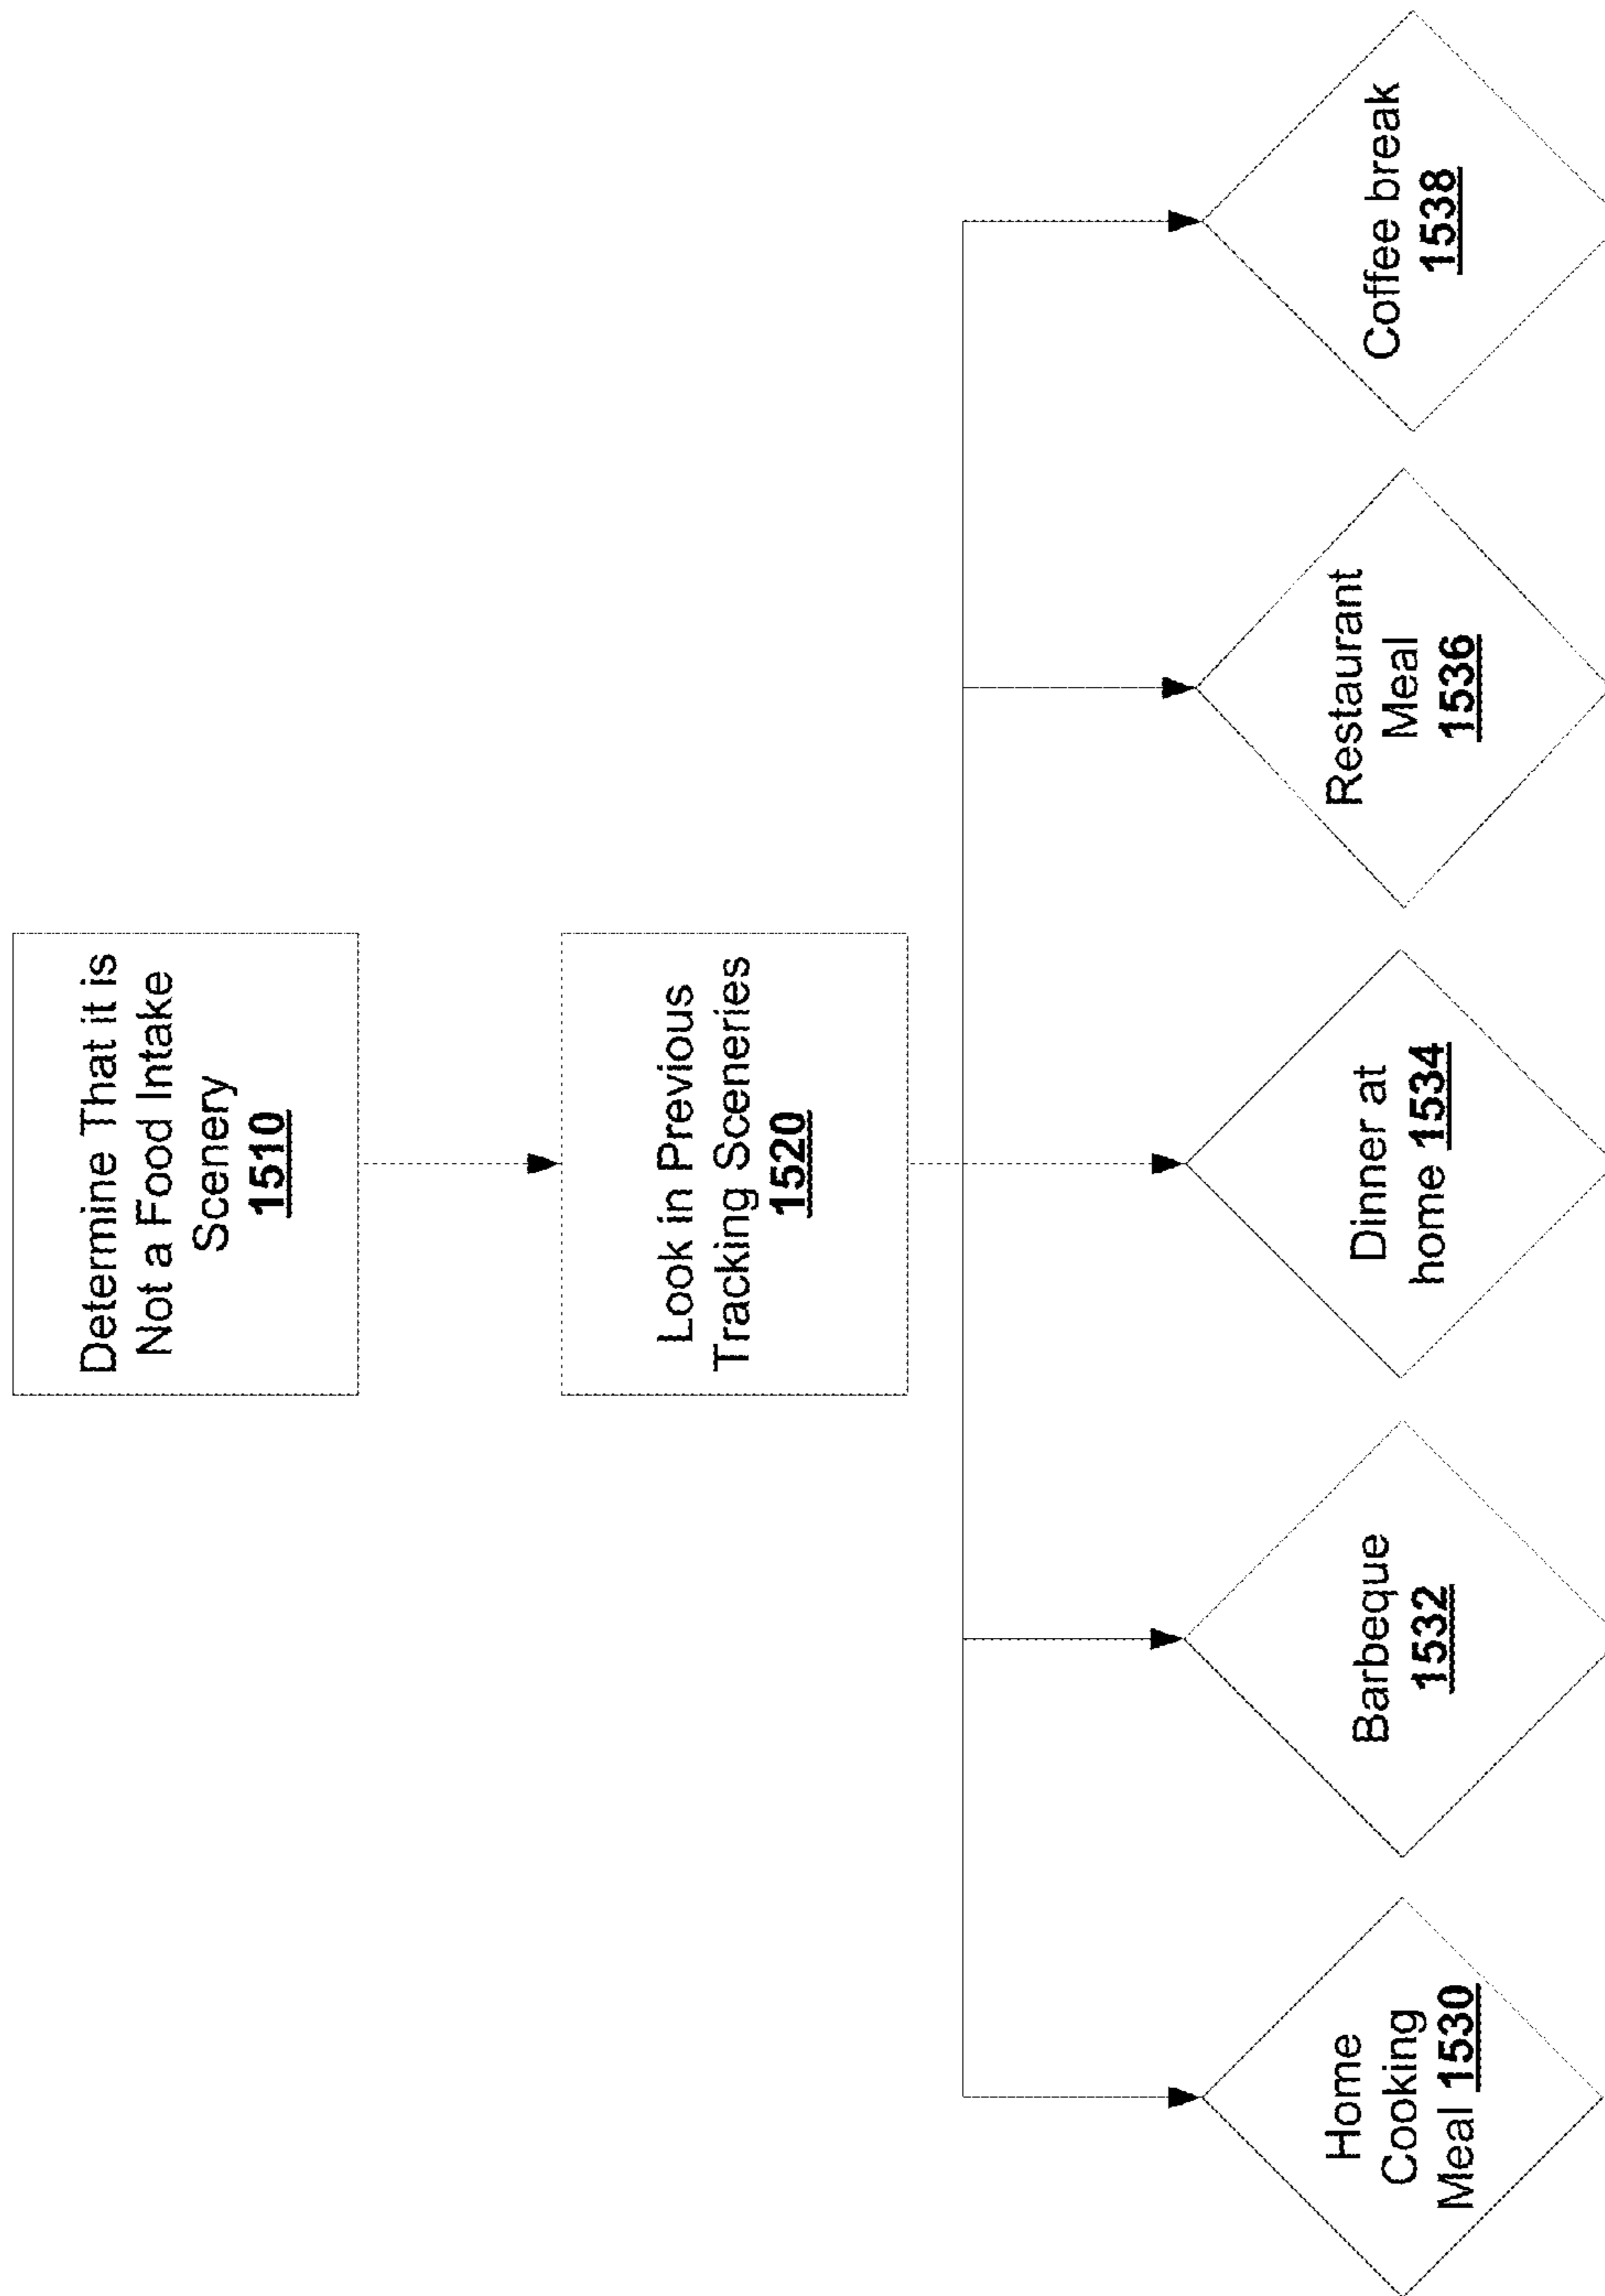 Determine That it is
Not a Food Intake
Scenery
1510
Look in Previous
Tracking Sceneries
1520
Home
Cooking
Meal 1530
Barbeque
1532
Dinner at
home 1534
Restaurant
Meal
1536
Coffee break
1538